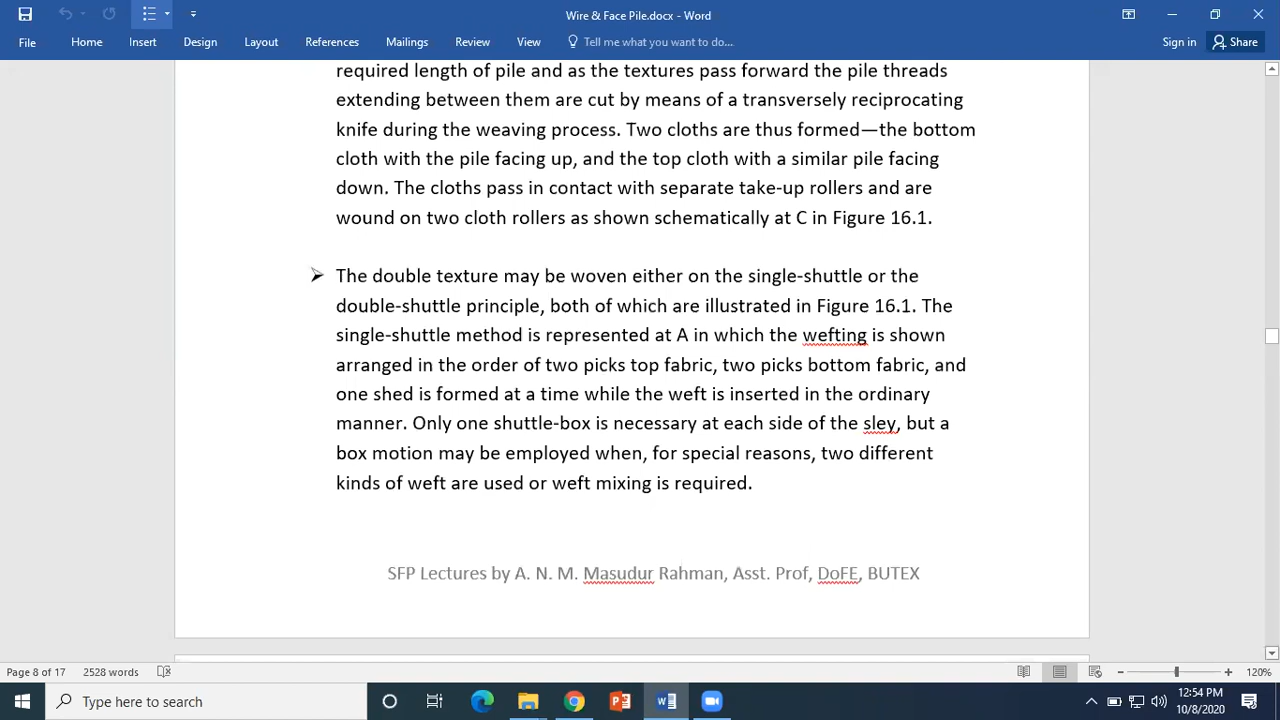 Wire & Face Pile.docx - Word
File Home Insert Design Layout References Mailings Review View Tell me what you want to do... Sign in Share
required length of pile and as the textures pass forward the pile threads
extending between them are cut by means of a transversely reciprocating
knife during the weaving process. Two cloths are thus formed—the bottom
cloth with the pile facing up, and the top cloth with a similar pile facing
down. The cloths pass in contact with separate take-up rollers and are
wound on two cloth rollers as shown schematically at C in Figure 16.1.
➢ The double texture may be woven either on the single-shuttle or the
double-shuttle principle, both of which are illustrated in Figure 16.1. The
single-shuttle method is represented at A in which the wefting is shown
arranged in the order of two picks top fabric, two picks bottom fabric, and
one shed is formed at a time while the weft is inserted in the ordinary
manner. Only one shuttle-box is necessary at each side of the sley, but a
box motion may be employed when, for special reasons, two different
kinds of weft are used or weft mixing is required.
SFP Lectures by A. N. M. Masudur Rahman, Asst. Prof, DoFE, BUTEX
Page 8 of 17 2528 words 120%
Type here to search
12:54 PM
10/8/2020